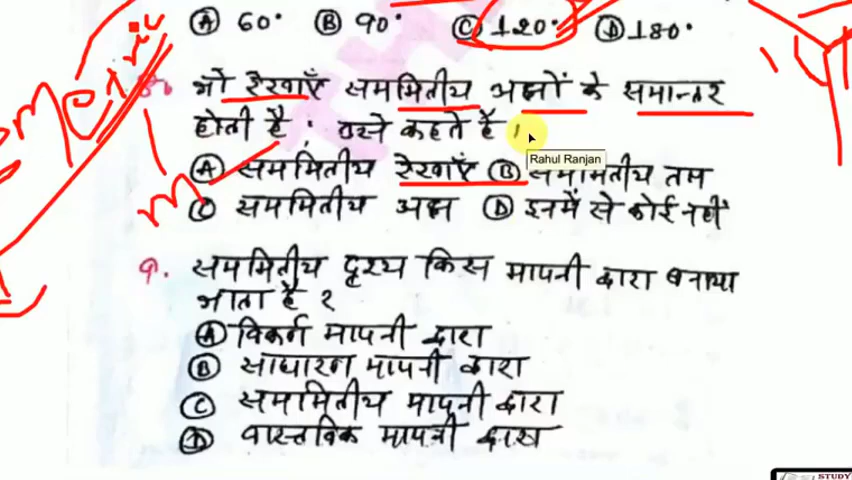 Ⓐ 60° Ⓑ 90° Ⓒ 120° Ⓓ 180°
जो रेखाएँ सममितीय अक्षों के समान्तर
होती है, उसे कहते है।
Rahul Ranjan
Ⓐ सममितीय रेखाएँ Ⓑ सममितीय तल
Ⓒ सममितीय अक्ष Ⓓ इनमें से कोई नहीं
Q. सममितीय दृश्य किस मापनी द्वारा बनाया
जाता है ?
Ⓐ विकर्ण मापनी द्वारा
Ⓑ साधारण मापनी द्वारा
Ⓒ सममितीय मापनी द्वारा
Ⓓ वास्तविक मापनी द्वारा
STUDY